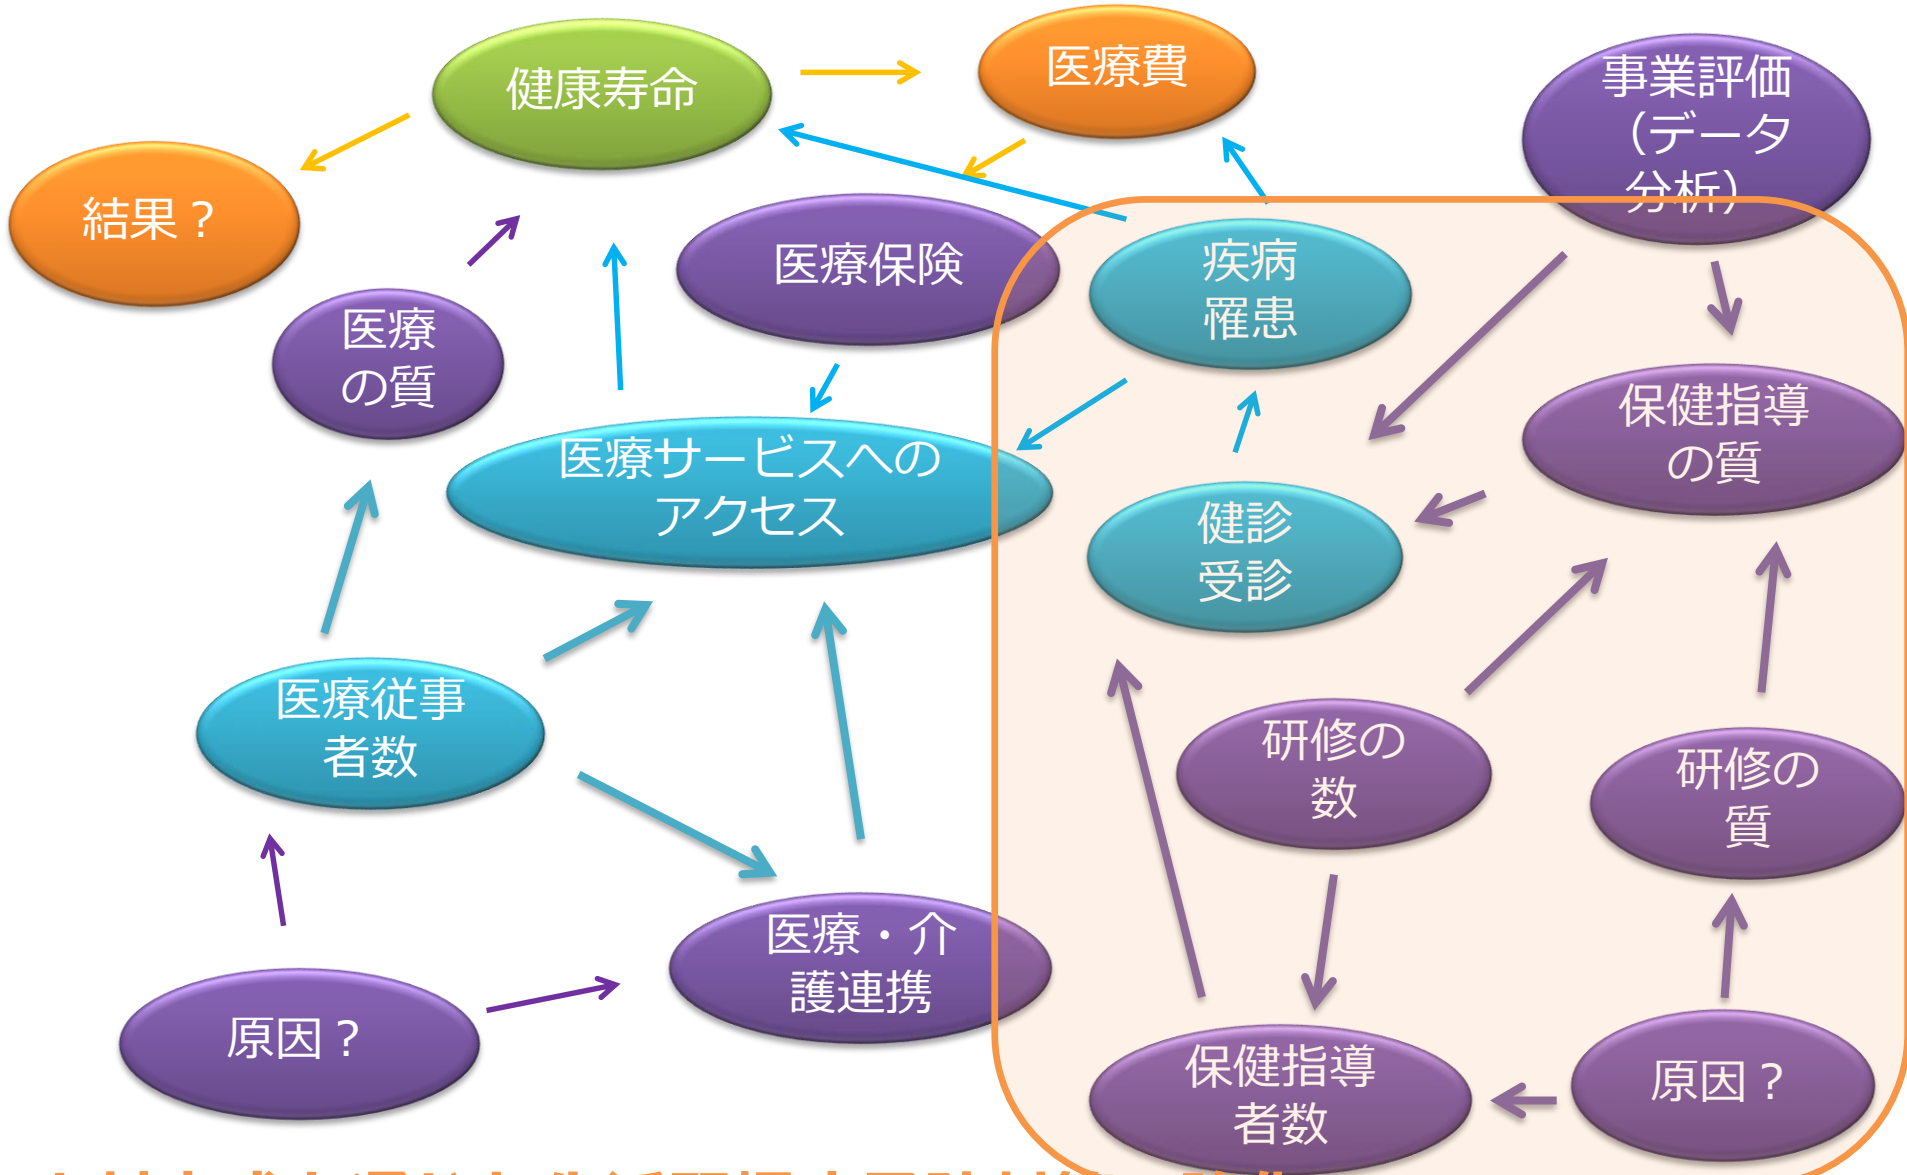 健康寿命
医療費
事業評価
（データ
分析）
結果？
医療保険
疾病
罹患
医療
の質
保健指導
の質
医療サービスへの
アクセス
健診
受診
医療従事
者数
研修の
数
研修の
質
医療・介
護連携
原因？
保健指導
者数
原因？